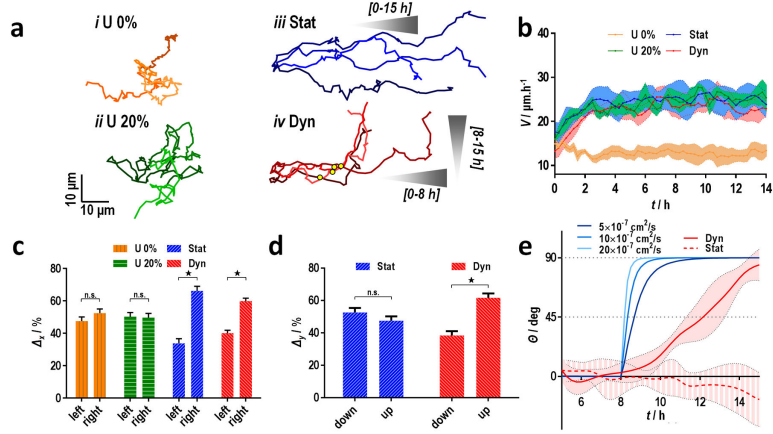 a
i U 0%
ii U 20%
10 µm
10 µm
iii Stat
[0-15 h]
iv Dyn
[8-15 h]
[0-8 h]
b
U 0%
Stat
U 20%
Dyn
V / µm.h⁻¹
40
30
20
10
0 2 4 6 8 10 12 14
t / h
c
U 0%
Stat
U 20%
Dyn
Δx / %
80
60
40
20
0
n.s.
n.s.
★
★
left right left right left right left right
d
Stat
Dyn
Δy / %
80
60
40
20
0
n.s.
★
down up down up
e
5×10⁻⁷ cm²/s
10×10⁻⁷ cm²/s
20×10⁻⁷ cm²/s
Dyn
Stat
Θ / deg
90
45
0
6 8 10 12 14
t / h